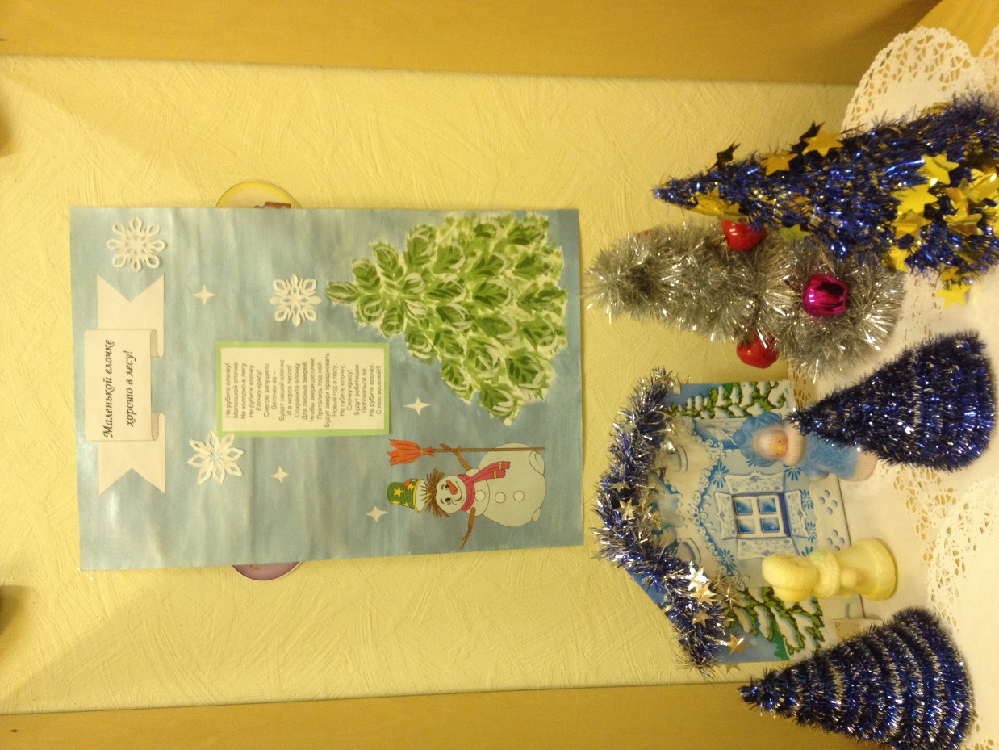 Маленькой елочке
хорошо в лесу!
Не рубите елочку!
Маленькой елочке
Не холодно в лесу.
Не рубите елочку,
Елочку-красу!
Снегом запушило
Веточки ее –
Будет нашей елочке
И в мороз тепло!
Сохраните елочку
Для лесных зверей,
Чтобы звери-деточки
Прятались под ней
Будут звери праздновать
Новый год в лесу.
Не губите елочку,
Елочку-красу!
Будут ребятишки
Любоваться ей,
Не рубите елочку,
С нею веселей!!!